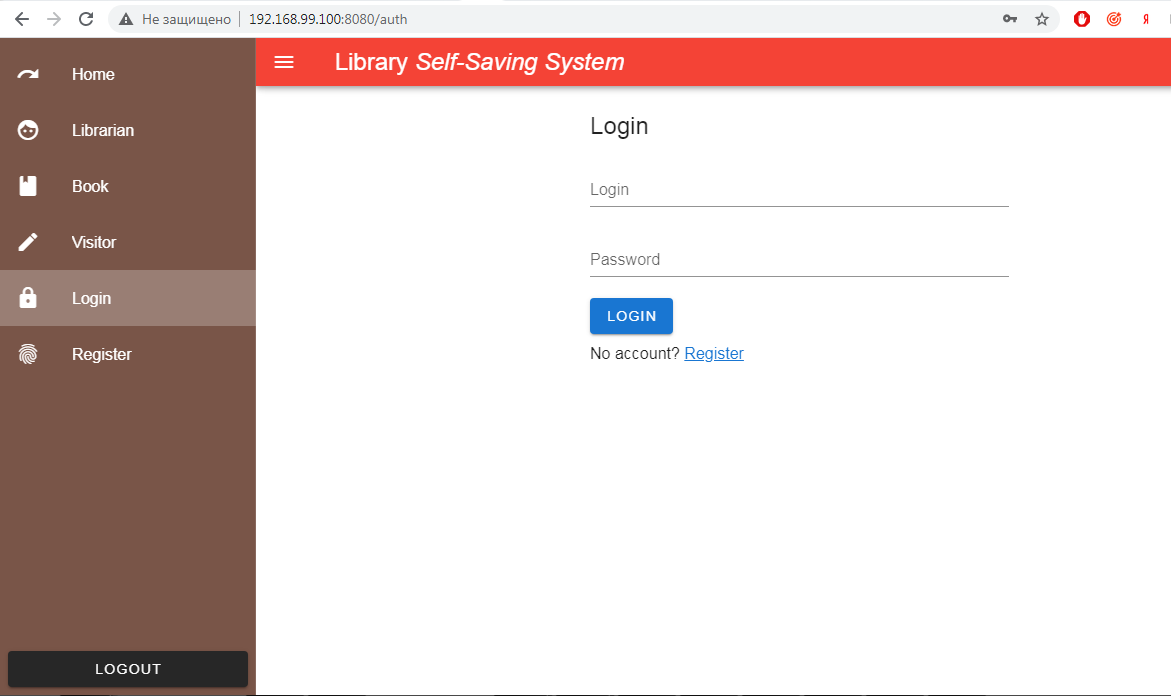 Не защищено 192.168.99.100:8080/auth Я
Home
Librarian
Book
Visitor
Login
Register
LOGOUT
Library Self-Saving System
Login
Login
Password
LOGIN
No account? Register